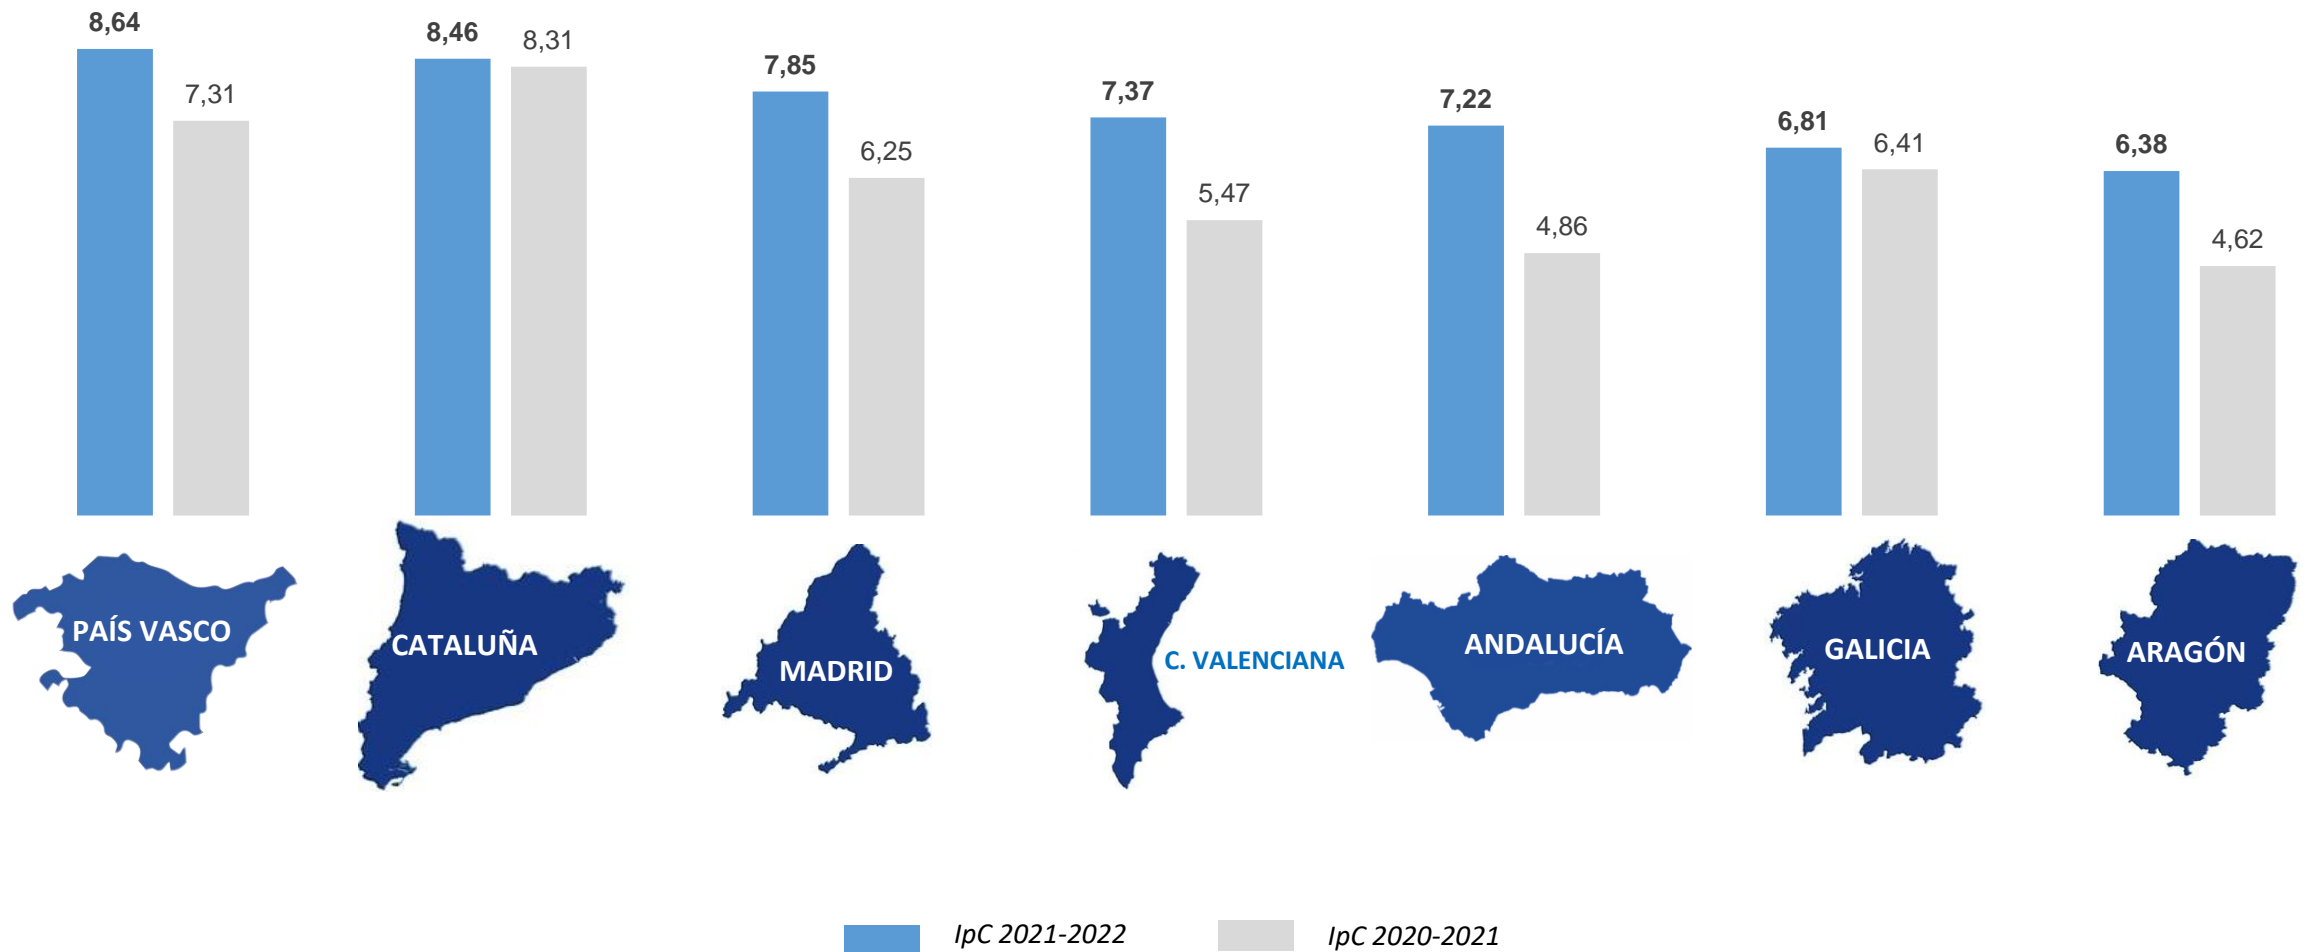 8,64
7,31
8,46
8,31
7,85
6,25
7,37
5,47
7,22
4,86
6,81
6,41
6,38
4,62
PAÍS VASCO
CATALUÑA
MADRID
C. VALENCIANA
ANDALUCÍA
GALICIA
ARAGÓN
IpC 2021-2022
IpC 2020-2021